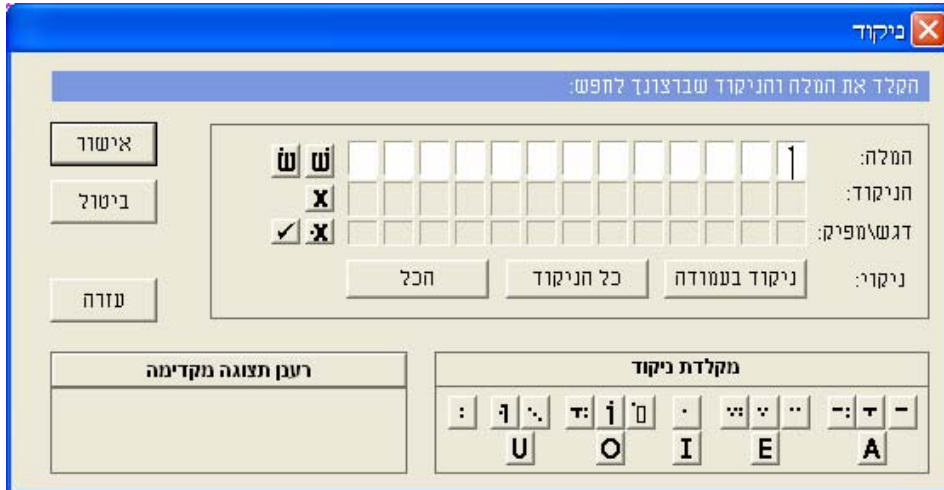 ניקוד
הקלד את המלה והניקוד שברצונך לחפש:
המלה:
שׁ שׂ
הניקוד:
X
דגש\מפיק:
X
ניקוי:
ניקוד בעמודה
כל הניקוד
הכל
אישור
ביטול
עזרה
מקלדת ניקוד
A E I O U
רענן תצוגה מקדימה